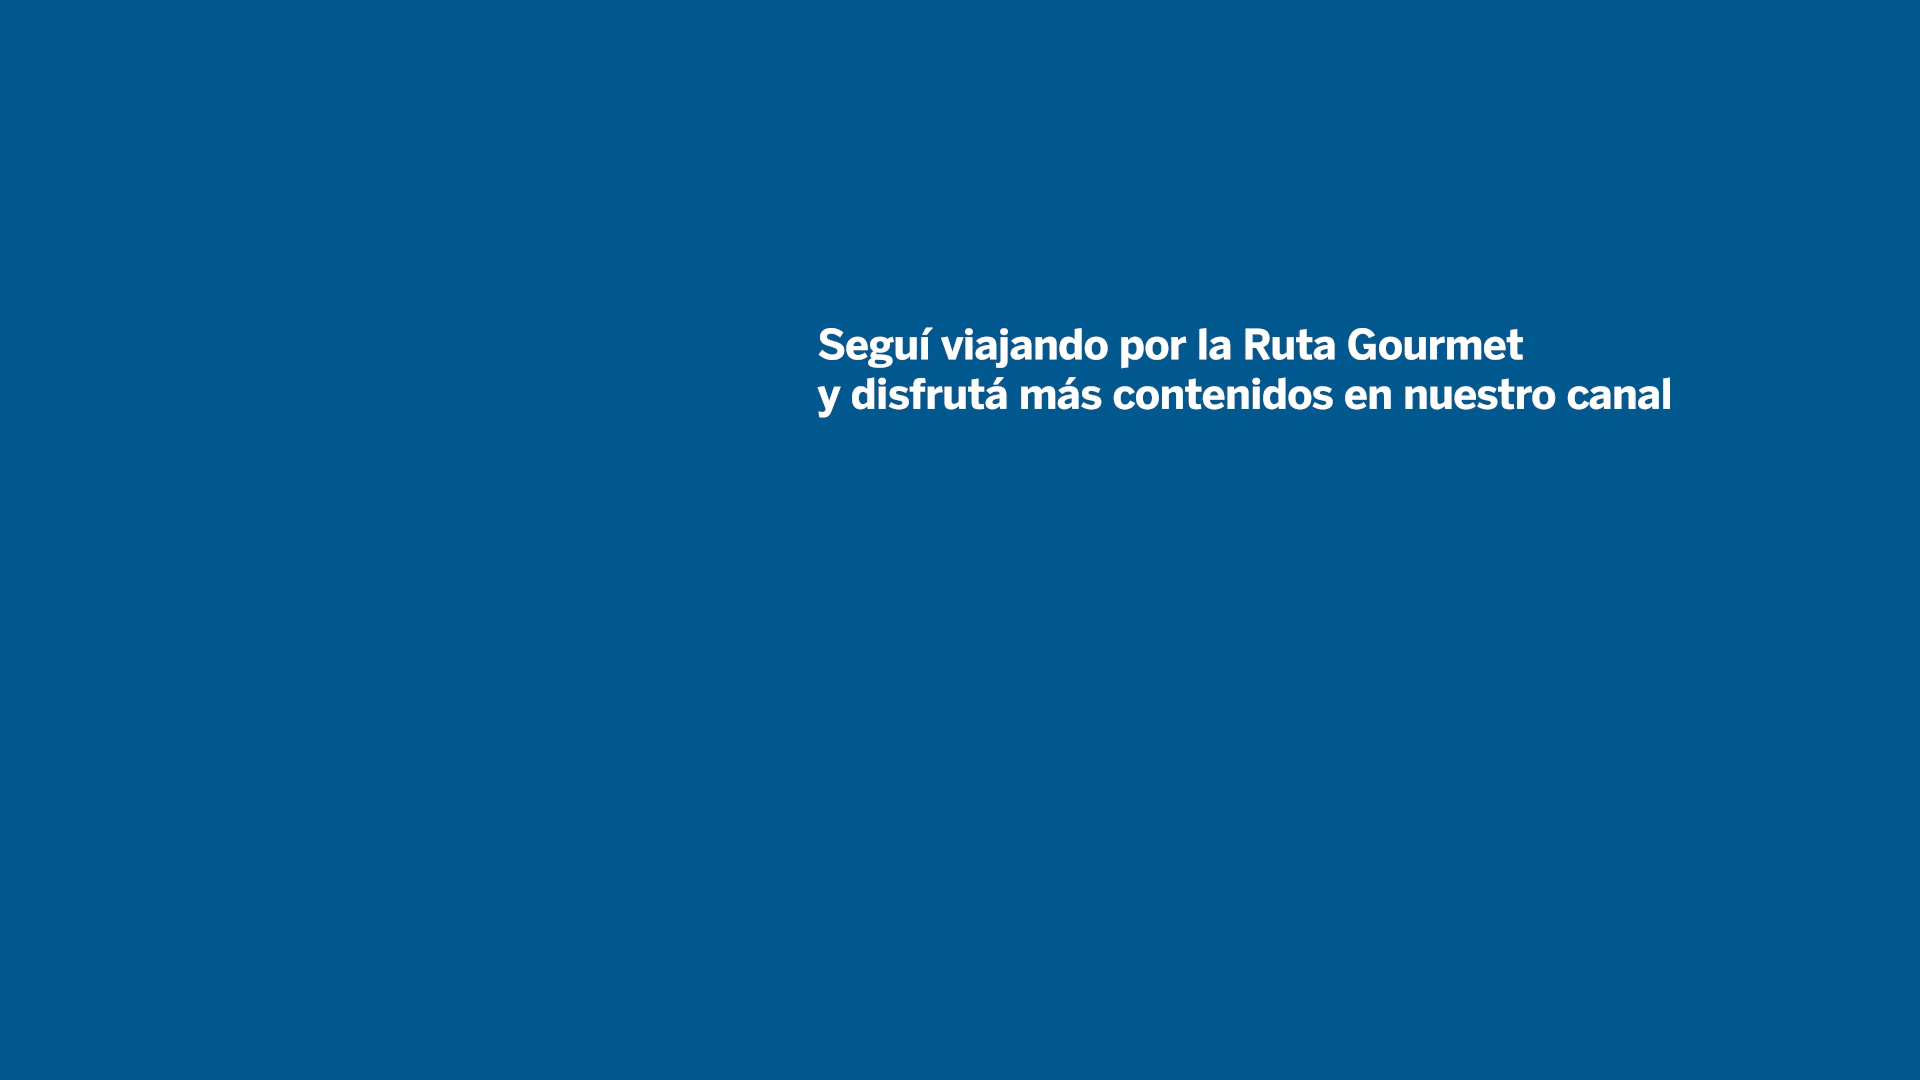 Seguí viajando por la Ruta Gourmet
y disfrutá más contenidos en nuestro canal